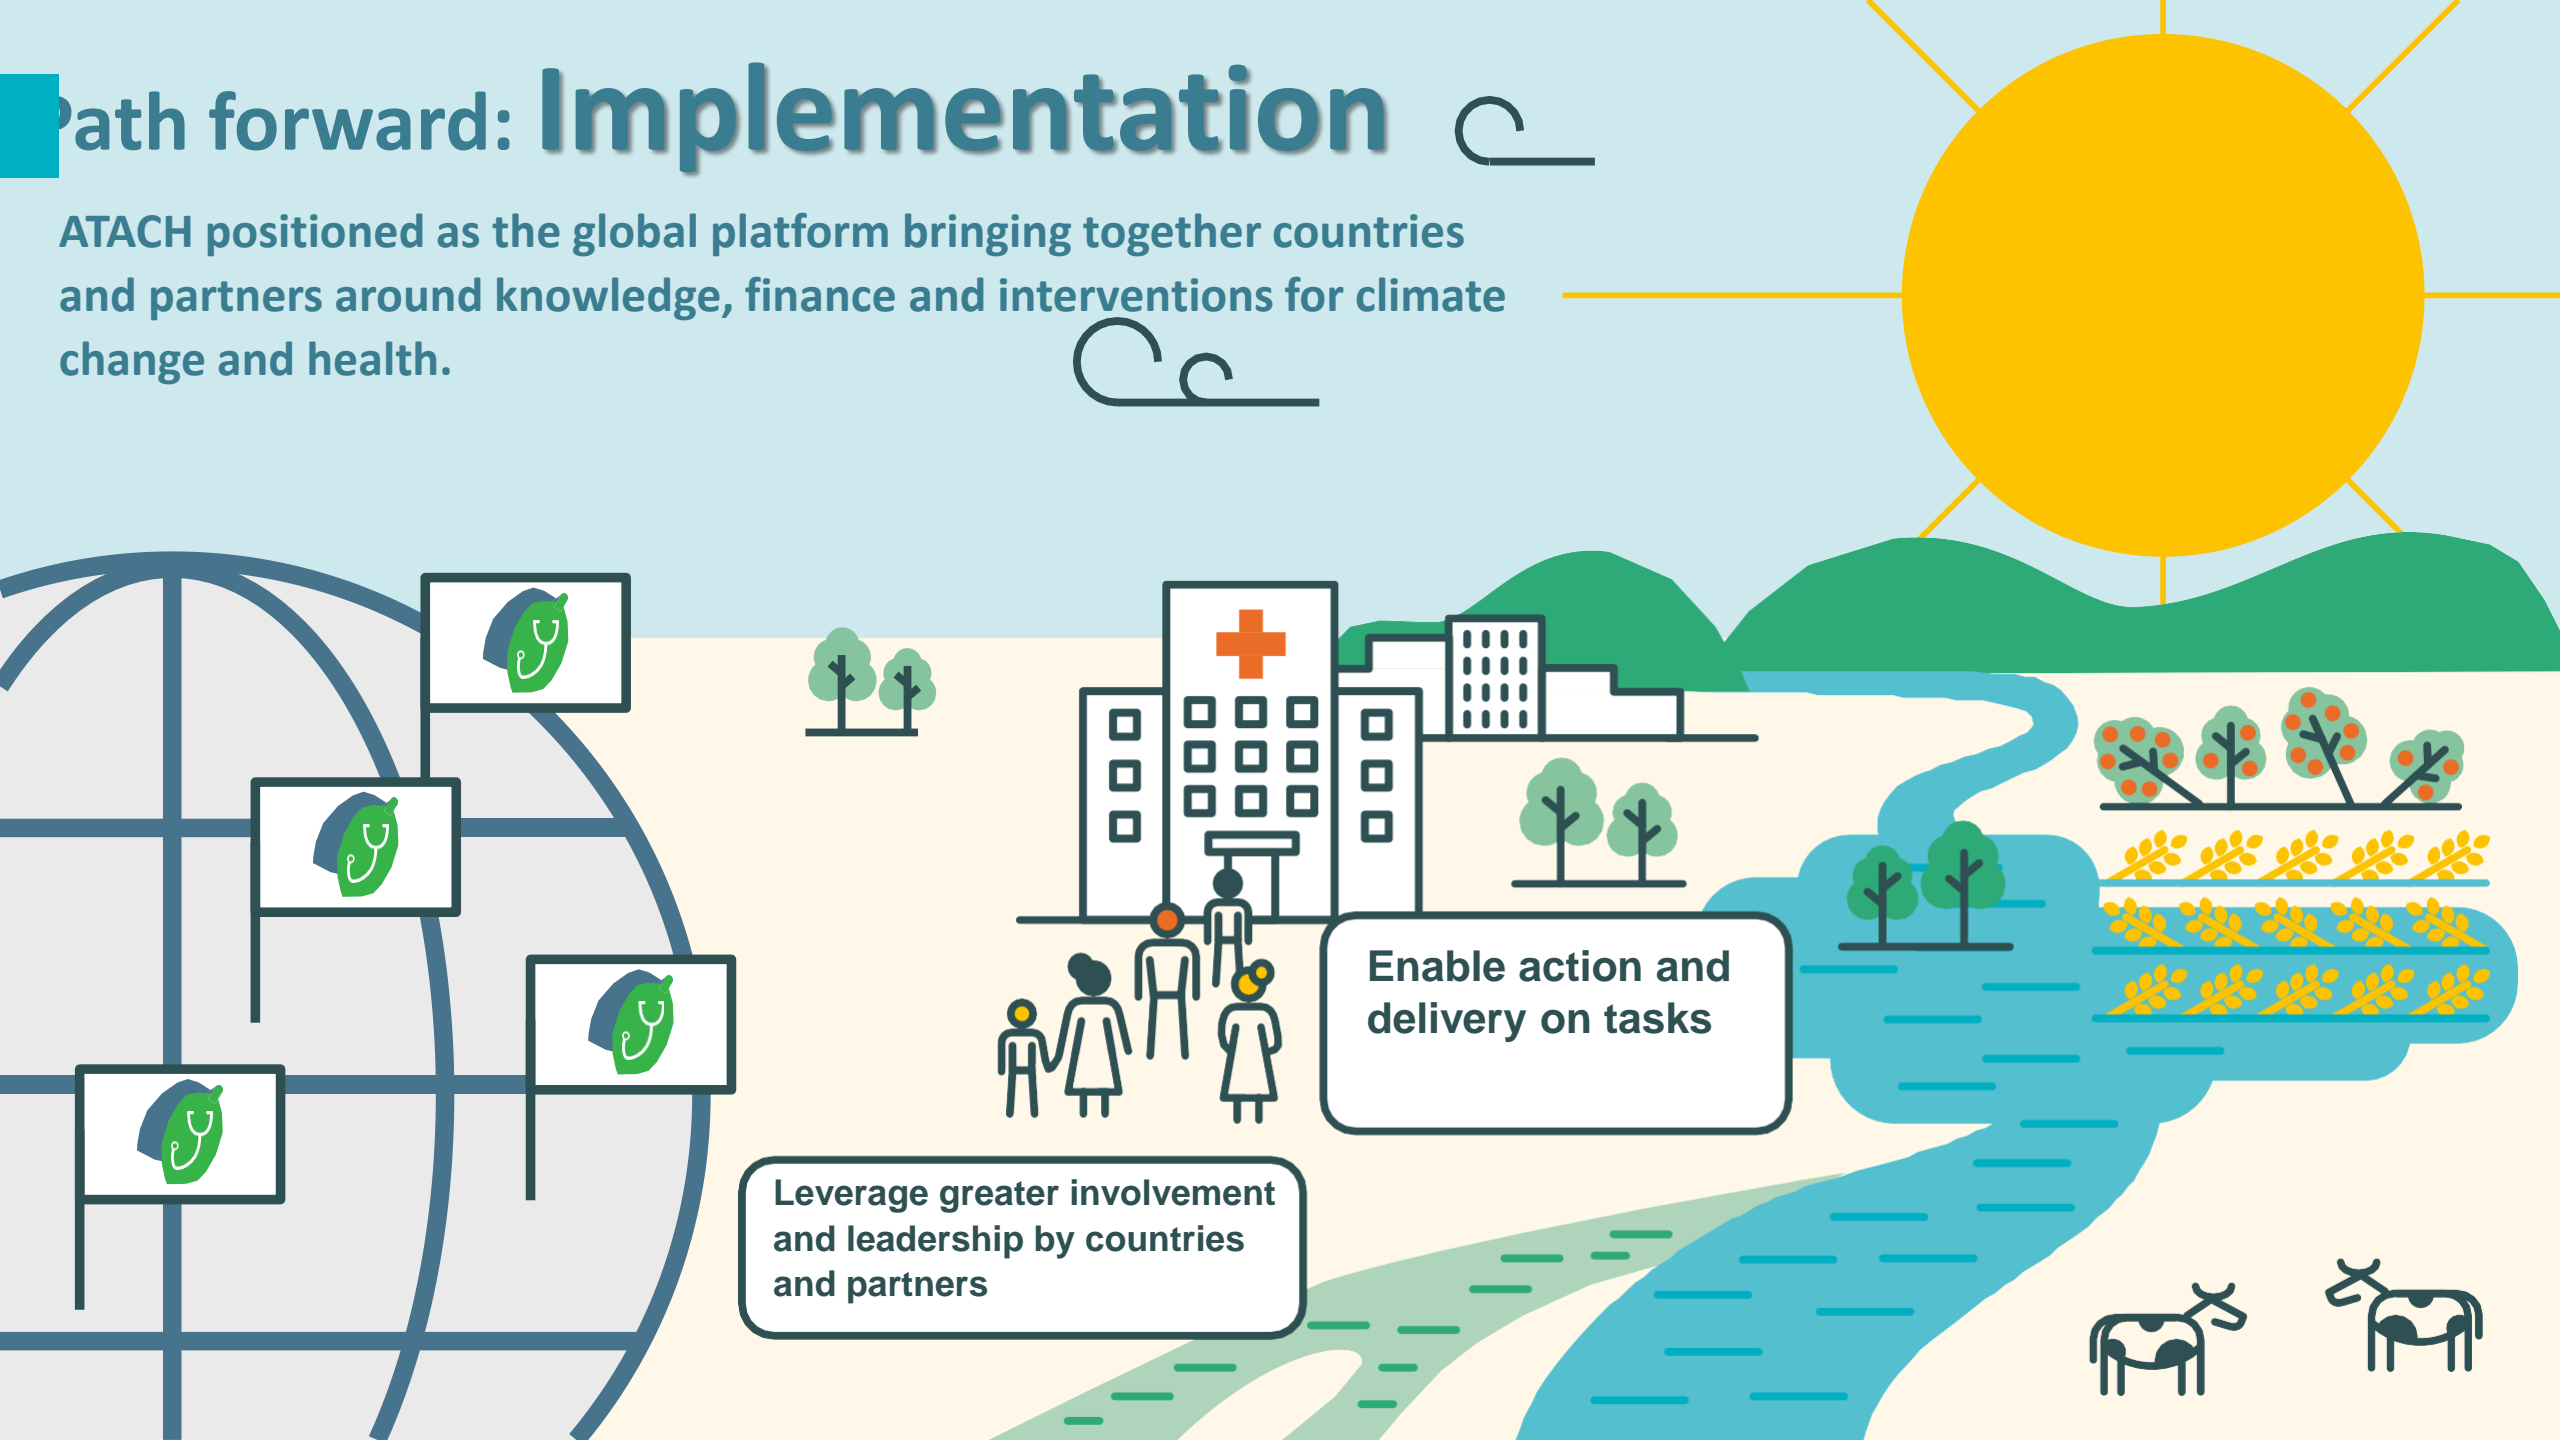 Path forward: Implementation
ATACH positioned as the global platform bringing together countries
and partners around knowledge, finance and interventions for climate
change and health.
Enable action and
delivery on tasks
Leverage greater involvement
and leadership by countries
and partners